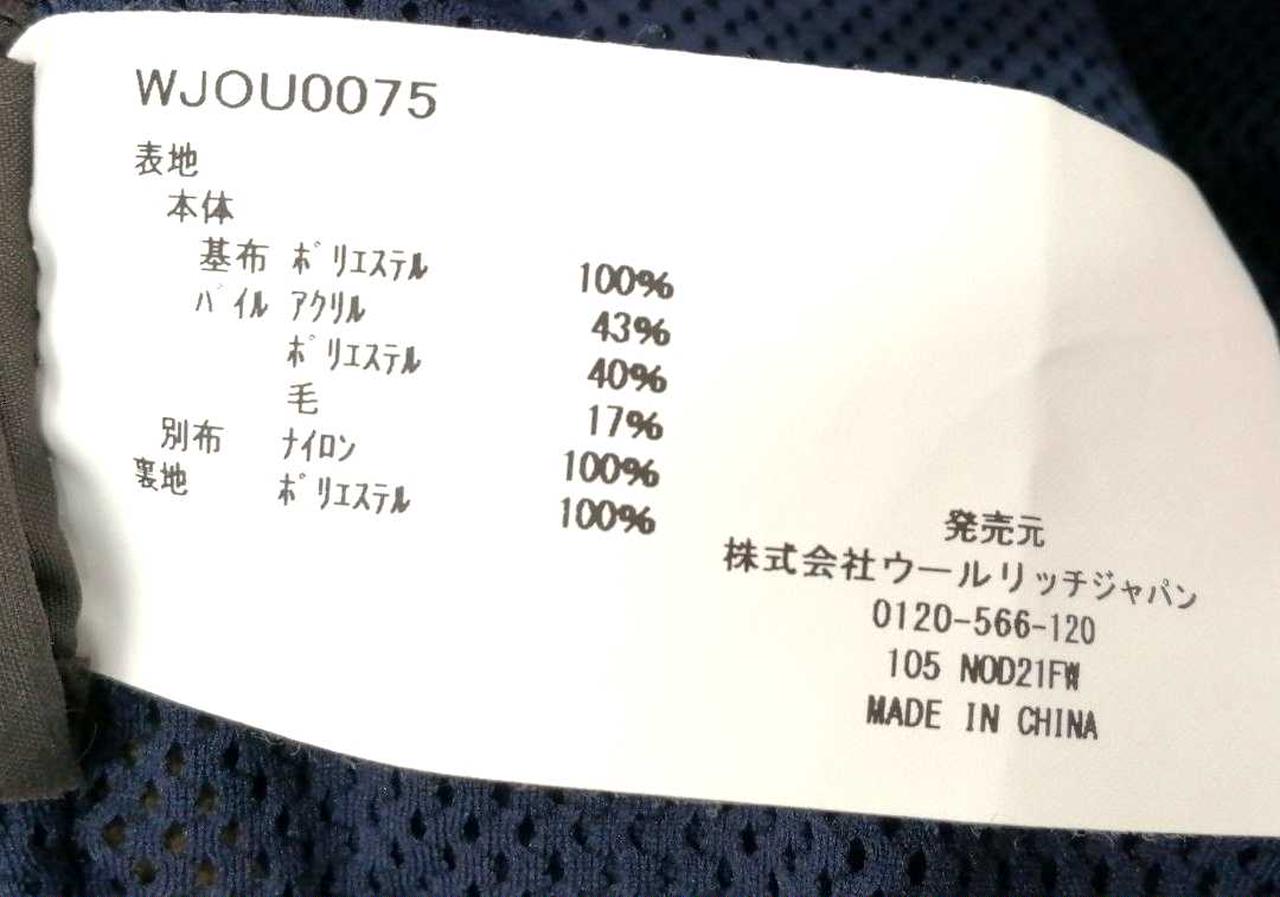 WJOU0075
表地
本体
基布 ﾎﾟﾘｴｽﾃﾙ 100%
ﾊﾟｲﾙ ｱｸﾘﾙ 43%
ﾎﾟﾘｴｽﾃﾙ 40%
毛 17%
別布 ﾅｲﾛﾝ 100%
裏地 ﾎﾟﾘｴｽﾃﾙ 100%
発売元
株式会社ウールリッチジャパン
0120-566-120
105 NOD21FW
MADE IN CHINA